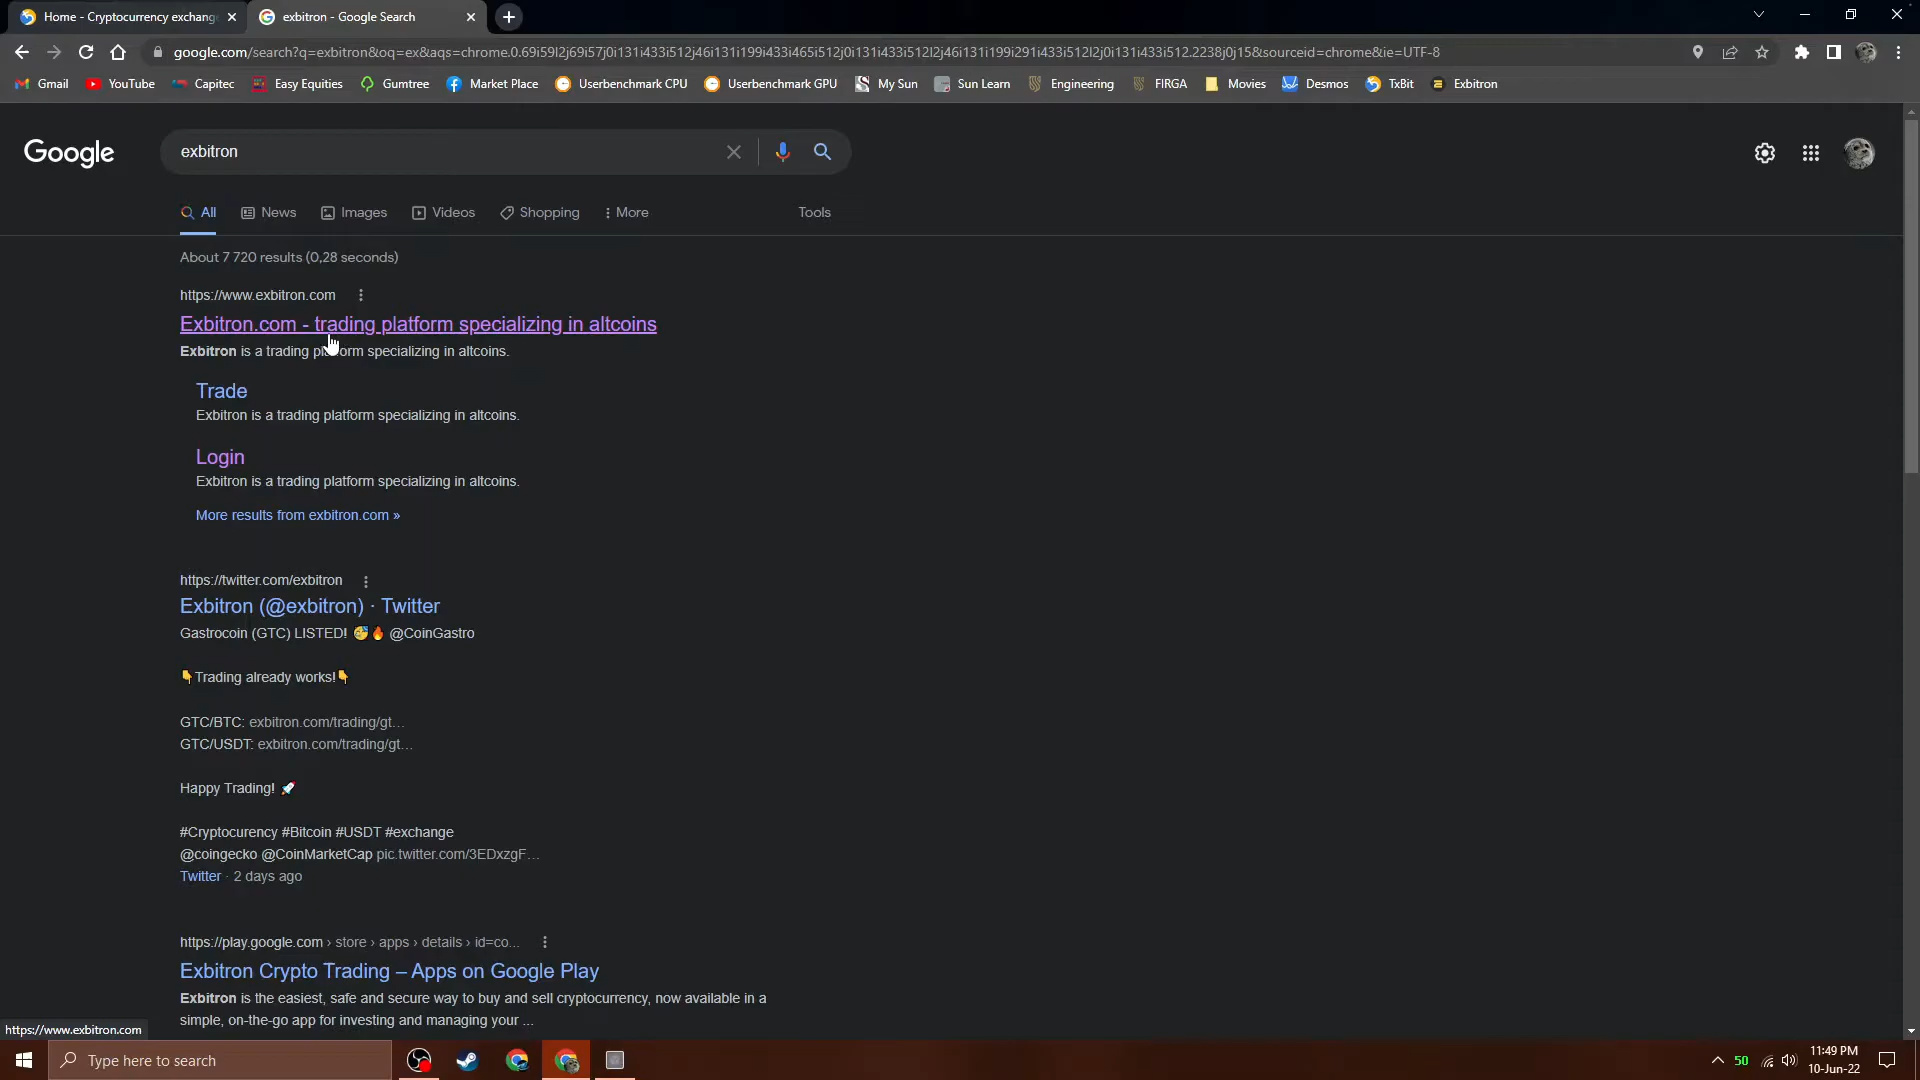 Home - Cryptocurrency exchang
exbitron - Google Search
google.com/search?q=exbitron&oq=ex&aqs=chrome.0.69i59l2j69i57j0i131i433i512j46i131i199i433i465i512j0i131i433i512l2j46i131i199i291i433i512l2j0i131i433i512.2238j0j15&sourceid=chrome&ie=UTF-8
Gmail YouTube Capitec Easy Equities Gumtree Market Place Userbenchmark CPU Userbenchmark GPU My Sun Sun Learn Engineering FIRGA Movies Desmos TxBit Exbitron
Google
exbitron
All News Images Videos Shopping More Tools
About 7 720 results (0,28 seconds)
https://www.exbitron.com
Exbitron.com - trading platform specializing in altcoins
Exbitron is a trading platform specializing in altcoins.
Trade
Exbitron is a trading platform specializing in altcoins.
Login
Exbitron is a trading platform specializing in altcoins.
More results from exbitron.com »
https://twitter.com/exbitron
Exbitron (@exbitron) · Twitter
Gastrocoin (GTC) LISTED! 🥳🔥 @CoinGastro
👇Trading already works!👇
GTC/BTC: exbitron.com/trading/gt…
GTC/USDT: exbitron.com/trading/gt…
Happy Trading! 🚀
#Cryptocurency #Bitcoin #USDT #exchange
@coingecko @CoinMarketCap pic.twitter.com/3EDxzgF…
Twitter · 2 days ago
https://play.google.com › store › apps › details › id=co...
Exbitron Crypto Trading – Apps on Google Play
Exbitron is the easiest, safe and secure way to buy and sell cryptocurrency, now available in a
simple, on-the-go app for investing and managing your ...
https://www.exbitron.com
Type here to search
50
11:49 PM
10-Jun-22